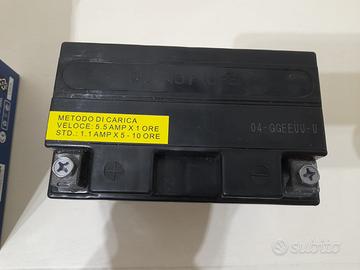 METODO DI CARICA
VELOCE: 5.5 AMP X 1 ORE
STD.: 1.1 AMP X 5 - 10 ORE
04-GGEEUU-U
subito